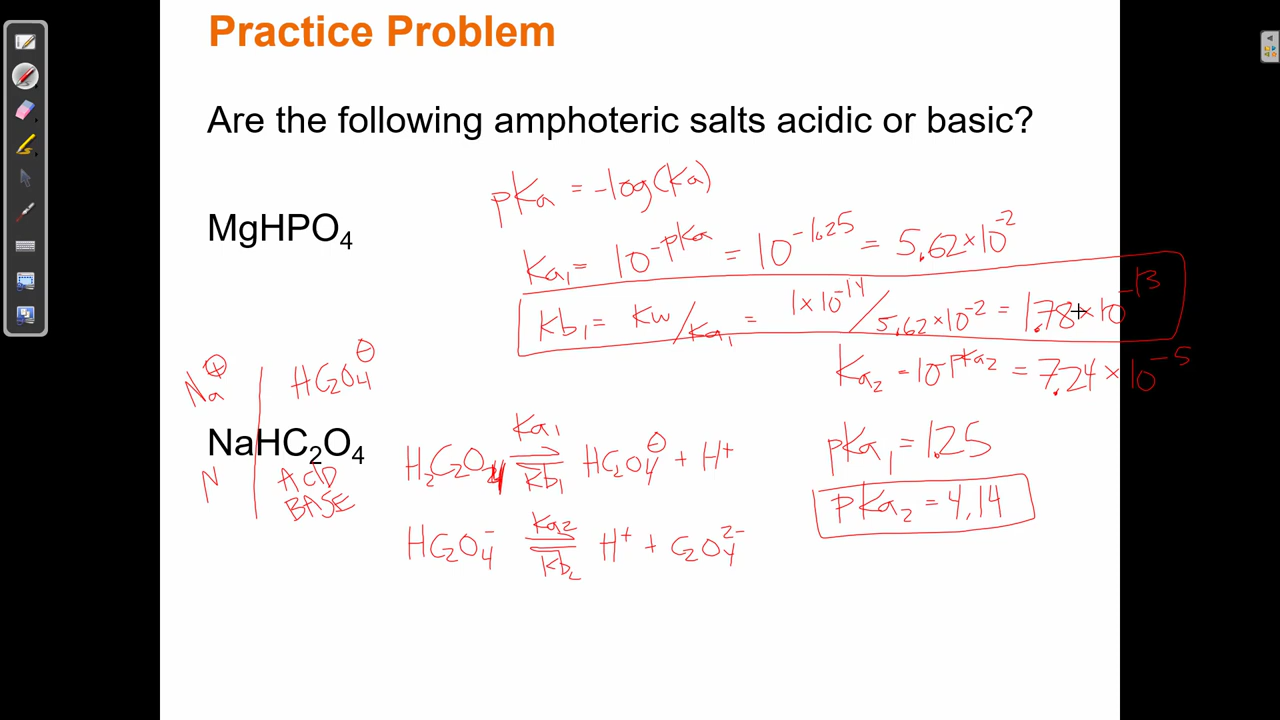 Practice Problem
Are the following amphoteric salts acidic or basic?
pKa = -log(Ka)
MgHPO₄
Ka₁ = 10^-pKa = 10^-1.25 = 5.62×10^-2
Kb₁ = Kw/Ka₁ = 1×10^-14/5.62×10^-2 = 1.78×10^-13
Ka₂ = 10^pKa₂ = 7.24×10^-5
Na⊕ | HC₂O₄⊖
NaHC₂O₄
N | ACID
BASE
H₂C₂O₄ ⇌ HC₂O₄⊖ + H⁺
Ka₁
Kb₁
pKa₁ = 1.25
pKa₂ = 4.14
HC₂O₄⁻ ⇌ H⁺ + C₂O₄²⁻
Ka₂
Kb₂